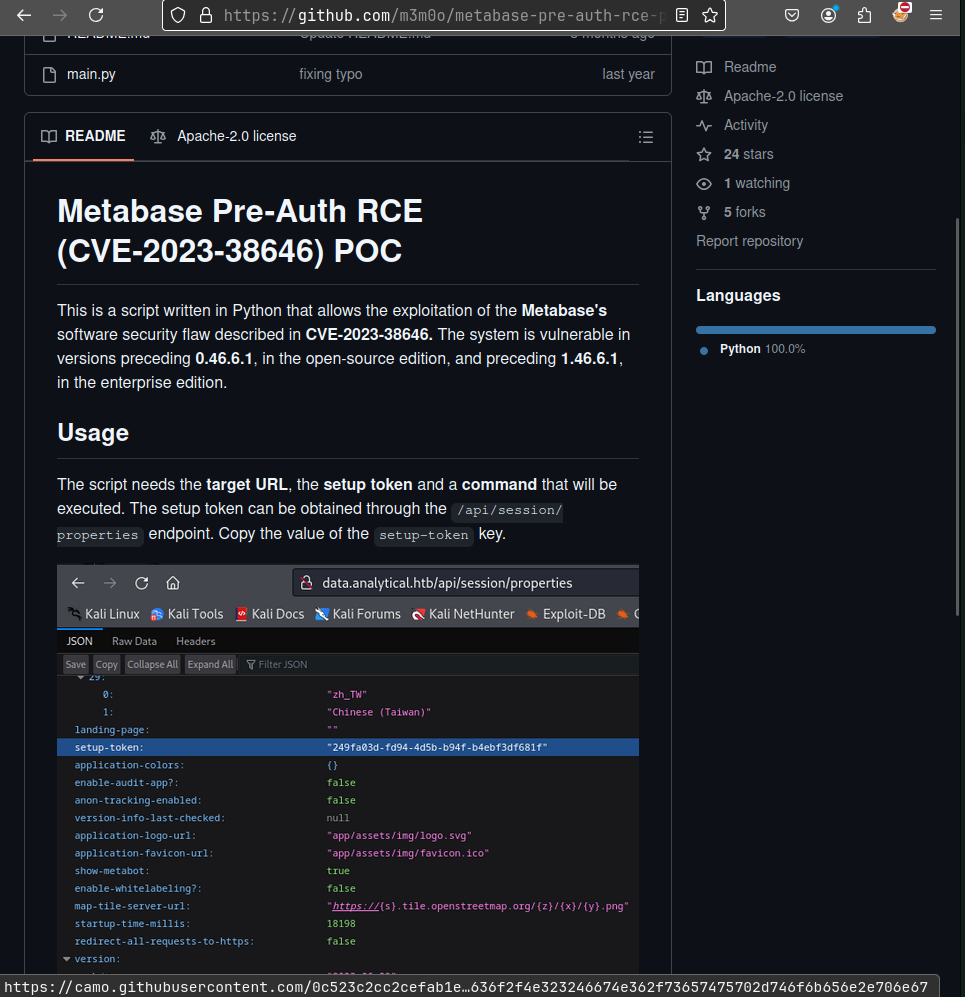 https://github.com/m3m0o/metabase-pre-auth-rce-p
README.md Update README.md 8 months ago
main.py fixing typo last year
README Apache-2.0 license
Metabase Pre-Auth RCE
(CVE-2023-38646) POC
This is a script written in Python that allows the exploitation of the Metabase's
software security flaw described in CVE-2023-38646. The system is vulnerable in
versions preceding 0.46.6.1, in the open-source edition, and preceding 1.46.6.1,
in the enterprise edition.
Usage
The script needs the target URL, the setup token and a command that will be
executed. The setup token can be obtained through the /api/session/
properties endpoint. Copy the value of the setup-token key.
data.analytical.htb/api/session/properties
Kali Linux Kali Tools Kali Docs Kali Forums Kali NetHunter Exploit-DB G
JSON Raw Data Headers
Save Copy Collapse All Expand All Filter JSON
29:
0: "zh_TW"
1: "Chinese (Taiwan)"
landing-page: ""
setup-token: "249fa03d-fd94-4d5b-b94f-b4ebf3df681f"
application-colors: {}
enable-audit-app?: false
anon-tracking-enabled: false
version-info-last-checked: null
application-logo-url: "app/assets/img/logo.svg"
application-favicon-url: "app/assets/img/favicon.ico"
show-metabot: true
enable-whitelabeling?: false
map-tile-server-url: "https://{s}.tile.openstreetmap.org/{z}/{x}/{y}.png"
startup-time-millis: 18198
redirect-all-requests-to-https: false
version:
Readme
Apache-2.0 license
Activity
24 stars
1 watching
5 forks
Report repository
Languages
Python 100.0%
https://camo.githubusercontent.com/0c523c2cc2cefab1e…636f2f4e323246674e362f73657475702d746f6b656e2e706e67